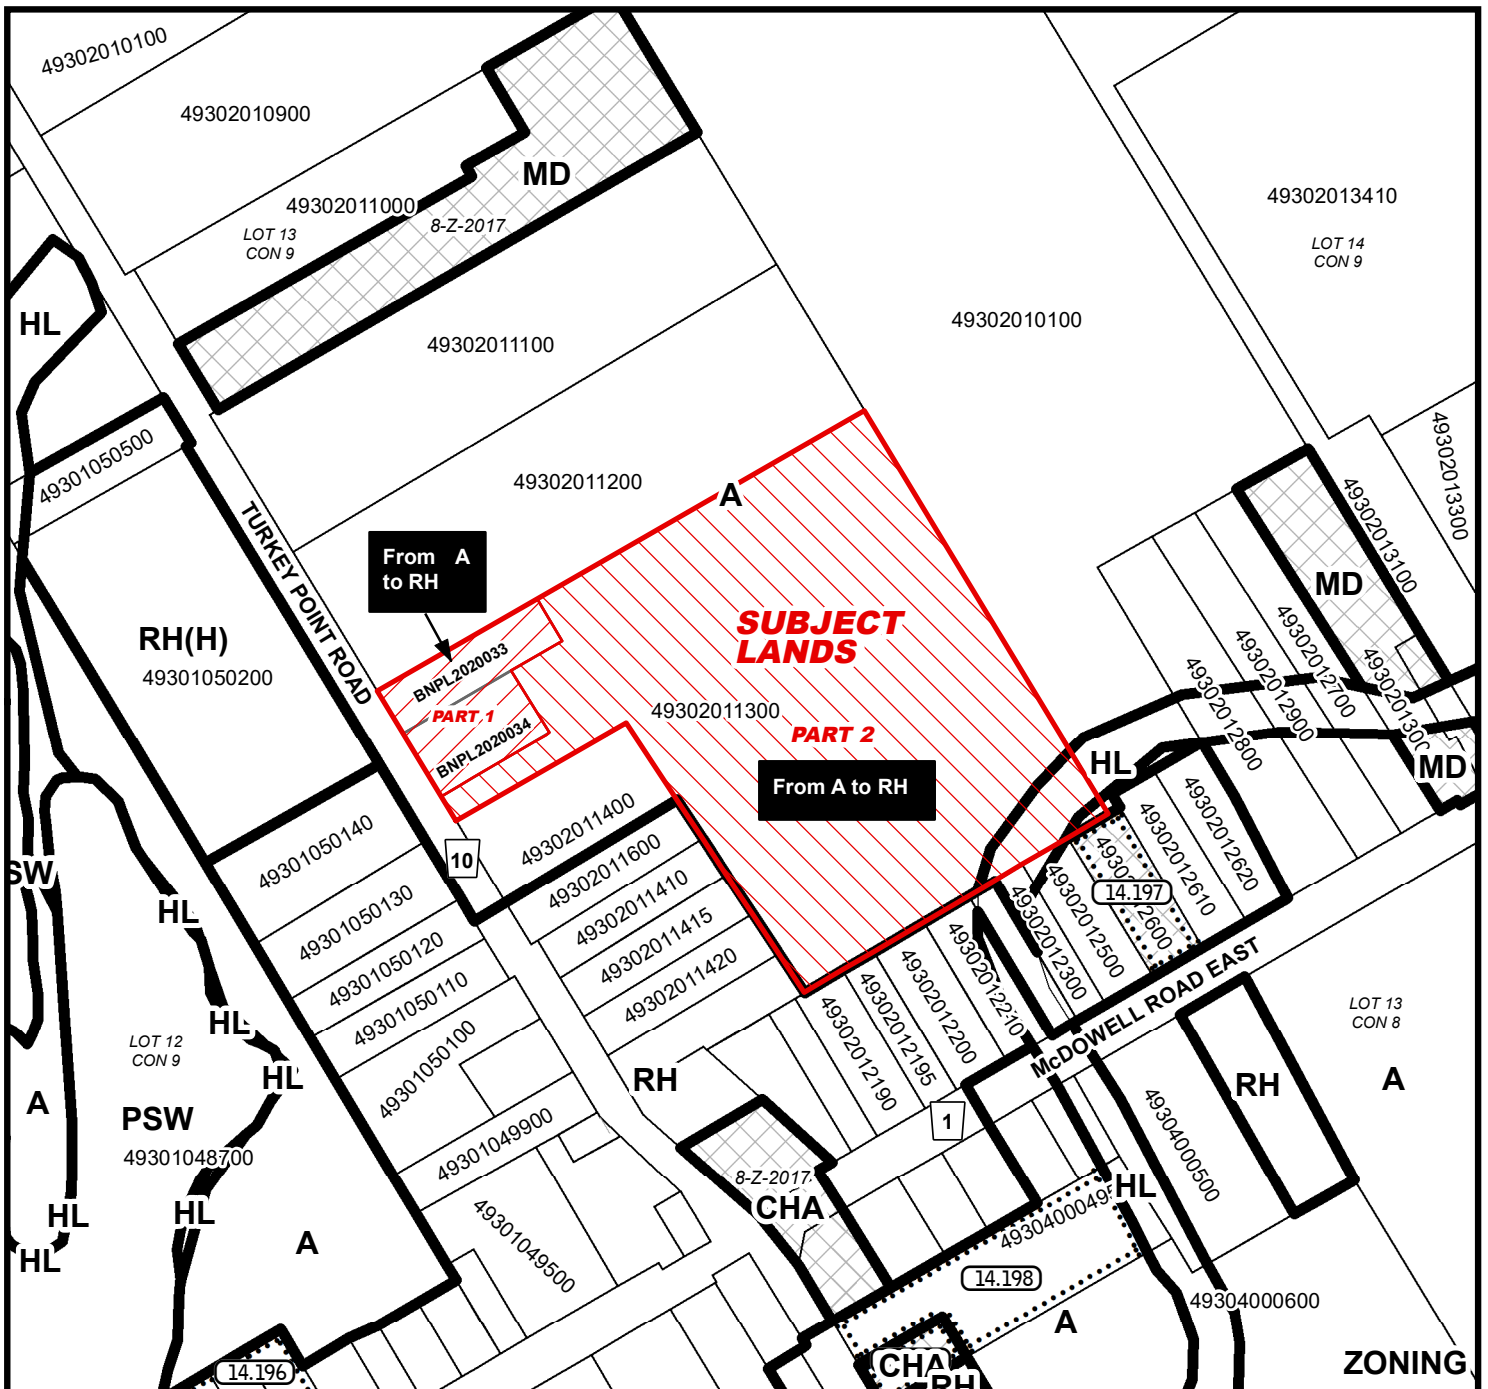 49302010100
49302010900
MD
49302011000
8-Z-2017
LOT 13
CON 9
49302013410
LOT 14
CON 9
HL
49302011100
49302010100
49301050500
49302011200
A
49302013300
49302013100
TURKEY POINT ROAD
From A
to RH
MD
SUBJECT
LANDS
RH(H)
49301050200
BNPL2020033
PART 1
BNPL2020034
49302011300
PART 2
From A to RH
49302012700
49302012900
49302012800
HL
MD
49302011400
10
49301050140
49302011600
49302011410
49302011415
49302011420
49301050130
49301050120
49301050110
49301050100
SW
HL
HL
HL
49302012620
49302012610
14.197
49302012500
49302012300
49302012210
49302012200
49302012195
49302012190
McDOWELL ROAD EAST
LOT 13
CON 8
LOT 12
CON 9
A
PSW
49301048700
RH
RH
A
1
49304000500
49301049900
8-Z-2017
CHA
HL
HL
HL
HL
A
49301049500
14.198
49304000600
A
14.196
CHA
RH
ZONING